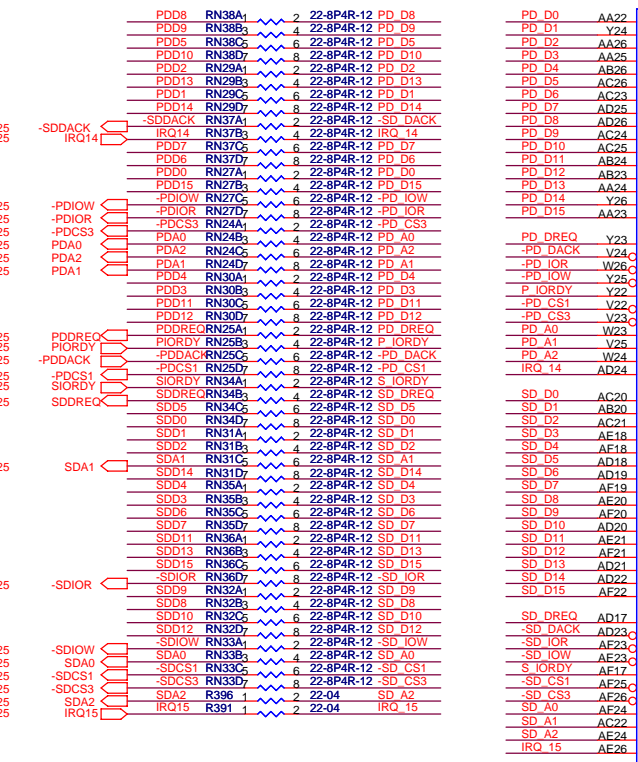 PDD8 RN38A 1 2 22-8P4R-12 PD_D8
PDD9 RN38B 3 4 22-8P4R-12 PD_D9
PDD5 RN38C 5 6 22-8P4R-12 PD_D5
PDD10 RN38D 7 8 22-8P4R-12 PD_D10
PDD2 RN29A 1 2 22-8P4R-12 PD_D2
PDD13 RN29B 3 4 22-8P4R-12 PD_D13
PDD1 RN29C 5 6 22-8P4R-12 PD_D1
PDD14 RN29D 7 8 22-8P4R-12 PD_D14
25 -SDDACK -SDDACK RN37A 1 2 22-8P4R-12 -SD_DACK
25 IRQ14 IRQ14 RN37B 3 4 22-8P4R-12 IRQ_14
PDD7 RN37C 5 6 22-8P4R-12 PD_D7
PDD6 RN37D 7 8 22-8P4R-12 PD_D6
PDD0 RN27A 1 2 22-8P4R-12 PD_D0
PDD15 RN27B 3 4 22-8P4R-12 PD_D15
25 -PDIOW -PDIOW RN27C 5 6 22-8P4R-12 -PD_IOW
25 -PDIOR -PDIOR RN27D 7 8 22-8P4R-12 -PD_IOR
25 -PDCS3 -PDCS3 RN24A 1 2 22-8P4R-12 -PD_CS3
25 PDA0 PDA0 RN24B 3 4 22-8P4R-12 PD_A0
25 PDA2 PDA2 RN24C 5 6 22-8P4R-12 PD_A2
25 PDA1 PDA1 RN24D 7 8 22-8P4R-12 PD_A1
PDD4 RN30A 1 2 22-8P4R-12 PD_D4
PDD3 RN30B 3 4 22-8P4R-12 PD_D3
PDD11 RN30C 5 6 22-8P4R-12 PD_D11
PDD12 RN30D 7 8 22-8P4R-12 PD_D12
25 PDDREQ PDDREQ RN25A 1 2 22-8P4R-12 PD_DREQ
25 PIORDY PIORDY RN25B 3 4 22-8P4R-12 P_IORDY
25 -PDDACK -PDDACK RN25C 5 6 22-8P4R-12 -PD_DACK
25 -PDCS1 -PDCS1 RN25D 7 8 22-8P4R-12 -PD_CS1
25 SIORDY SIORDY RN34A 1 2 22-8P4R-12 S_IORDY
25 SDDREQ SDDREQ RN34B 3 4 22-8P4R-12 SD_DREQ
SDD5 RN34C 5 6 22-8P4R-12 SD_D5
SDD0 RN34D 7 8 22-8P4R-12 SD_D0
SDD1 RN31A 1 2 22-8P4R-12 SD_D1
SDD2 RN31B 3 4 22-8P4R-12 SD_D2
25 SDA1 SDA1 RN31C 5 6 22-8P4R-12 SD_A1
SDD14 RN31D 7 8 22-8P4R-12 SD_D14
SDD4 RN35A 1 2 22-8P4R-12 SD_D4
SDD3 RN35B 3 4 22-8P4R-12 SD_D3
SDD6 RN35C 5 6 22-8P4R-12 SD_D6
SDD7 RN35D 7 8 22-8P4R-12 SD_D7
SDD11 RN36A 1 2 22-8P4R-12 SD_D11
SDD13 RN36B 3 4 22-8P4R-12 SD_D13
SDD15 RN36C 5 6 22-8P4R-12 SD_D15
25 -SDIOR -SDIOR RN36D 7 8 22-8P4R-12 -SD_IOR
SDD9 RN32A 1 2 22-8P4R-12 SD_D9
SDD8 RN32B 3 4 22-8P4R-12 SD_D8
SDD10 RN32C 5 6 22-8P4R-12 SD_D10
SDD12 RN32D 7 8 22-8P4R-12 SD_D12
25 -SDIOW -SDIOW RN33A 1 2 22-8P4R-12 -SD_IOW
25 SDA0 SDA0 RN33B 3 4 22-8P4R-12 SD_A0
25 -SDCS1 -SDCS1 RN33C 5 6 22-8P4R-12 -SD_CS1
25 -SDCS3 -SDCS3 RN33D 7 8 22-8P4R-12 -SD_CS3
25 SDA2 SDA2 R396 1 2 22-04 SD_A2
25 IRQ15 IRQ15 R391 1 2 22-04 IRQ_15
PD_D0 AA22
PD_D1 Y24
PD_D2 AA26
PD_D3 AA25
PD_D4 AB26
PD_D5 AC26
PD_D6 AC23
PD_D7 AD25
PD_D8 AD26
PD_D9 AC24
PD_D10 AC25
PD_D11 AB24
PD_D12 AB23
PD_D13 AA24
PD_D14 Y26
PD_D15 AA23
PD_DREQ Y23
-PD_DACK V24
-PD_IOR W26
-PD_IOW Y25
P_IORDY Y22
-PD_CS1 V22
-PD_CS3 V23
PD_A0 W23
PD_A1 V25
PD_A2 W24
IRQ_14 AD24
SD_D0 AC20
SD_D1 AB20
SD_D2 AC21
SD_D3 AE18
SD_D4 AF18
SD_D5 AD18
SD_D6 AD19
SD_D7 AF19
SD_D8 AE20
SD_D9 AF20
SD_D10 AD20
SD_D11 AE21
SD_D12 AF21
SD_D13 AD21
SD_D14 AD22
SD_D15 AF22
SD_DREQ AD17
-SD_DACK AD23
-SD_IOR AF23
-SD_IOW AE23
S_IORDY AF17
-SD_CS1 AF25
-SD_CS3 AF26
SD_A0 AF24
SD_A1 AC22
SD_A2 AE24
IRQ_15 AE26